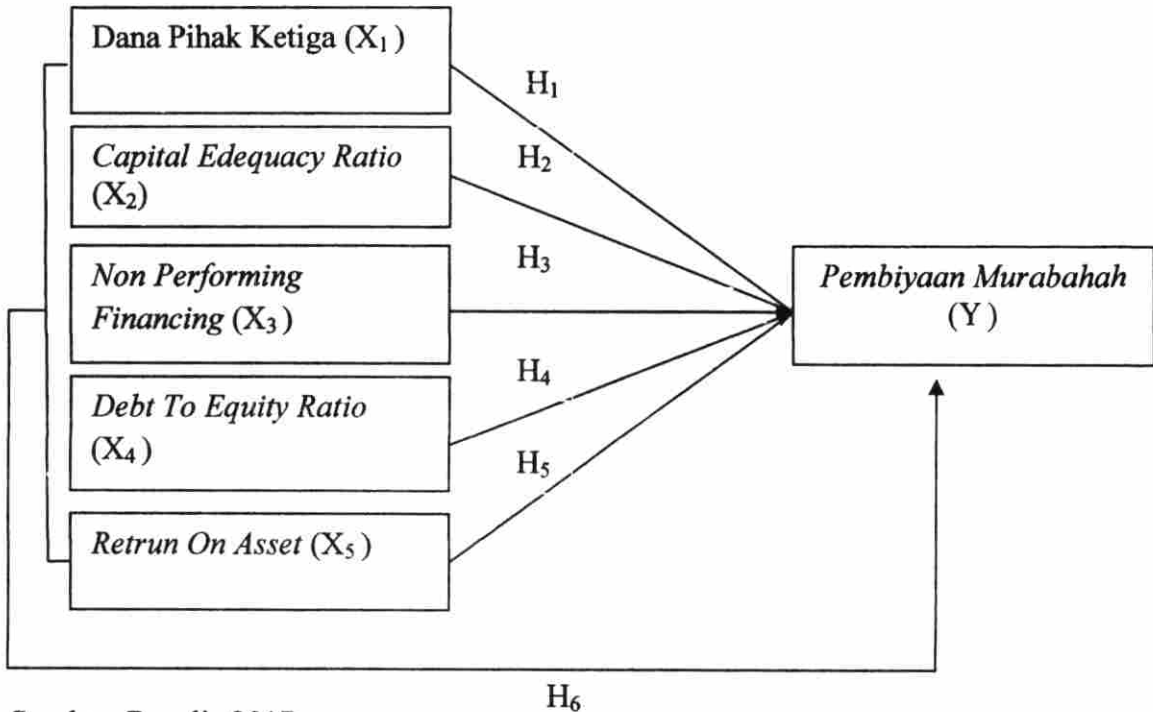 Dana Pihak Ketiga (X₁ )
Capital Edequacy Ratio
(X₂)
Non Performing
Financing (X₃ )
Debt To Equity Ratio
(X₄ )
Retrun On Asset (X₅ )
H₁
H₂
H₃
H₄
H₅
Pembiyaan Murabahah
(Y )
H₆